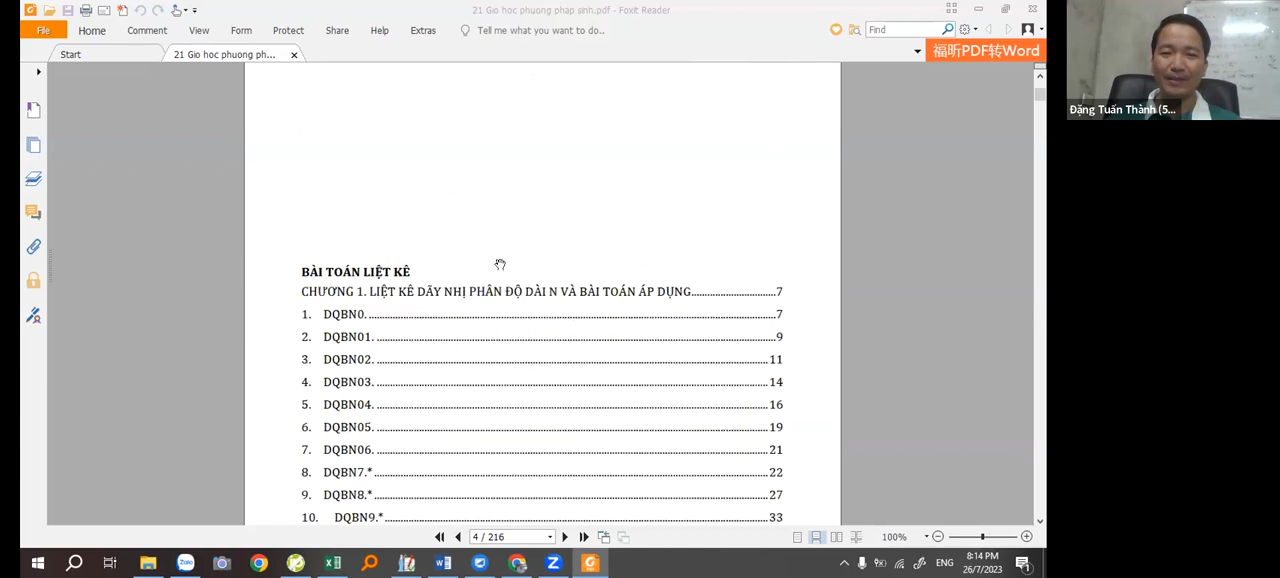 21 Gio hoc phuong phap sinh.pdf - Foxit Reader
File Home Comment View Form Protect Share Help Extras Tell me what you want to do.. Find
Start 21 Gio hoc phuong ph... 福昕PDF转Word
Đặng Tuấn Thành (5...
BÀI TOÁN LIỆT KÊ
CHƯƠNG 1. LIỆT KÊ DÃY NHỊ PHÂN ĐỘ DÀI N VÀ BÀI TOÁN ÁP DỤNG 7
1. DQBN0. 7
2. DQBN01. 9
3. DQBN02. 11
4. DQBN03. 14
5. DQBN04. 16
6. DQBN05. 19
7. DQBN06. 21
8. DQBN7.* 22
9. DQBN8.* 27
10. DQBN9.* 33
4 / 216 100%
ENG 8:14 PM
26/7/2023